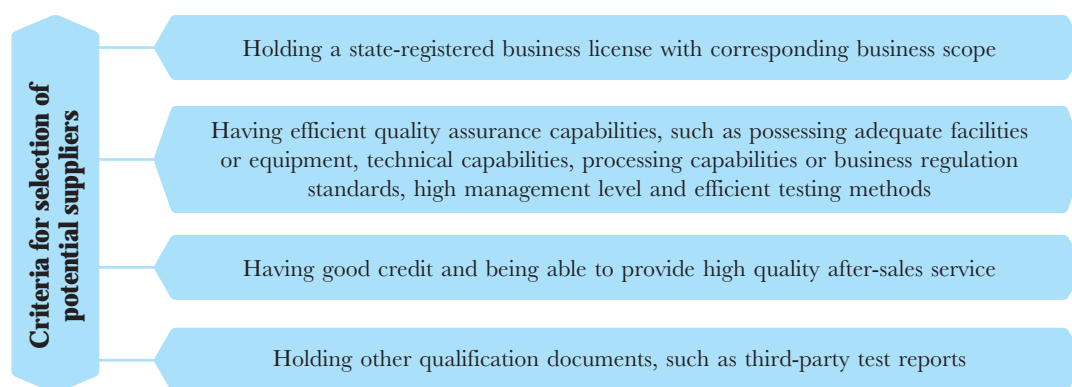 Criteria for selection of
potential suppliers
Holding a state-registered business license with corresponding business scope
Having efficient quality assurance capabilities, such as possessing adequate facilities
or equipment, technical capabilities, processing capabilities or business regulation
standards, high management level and efficient testing methods
Having good credit and being able to provide high quality after-sales service
Holding other qualification documents, such as third-party test reports